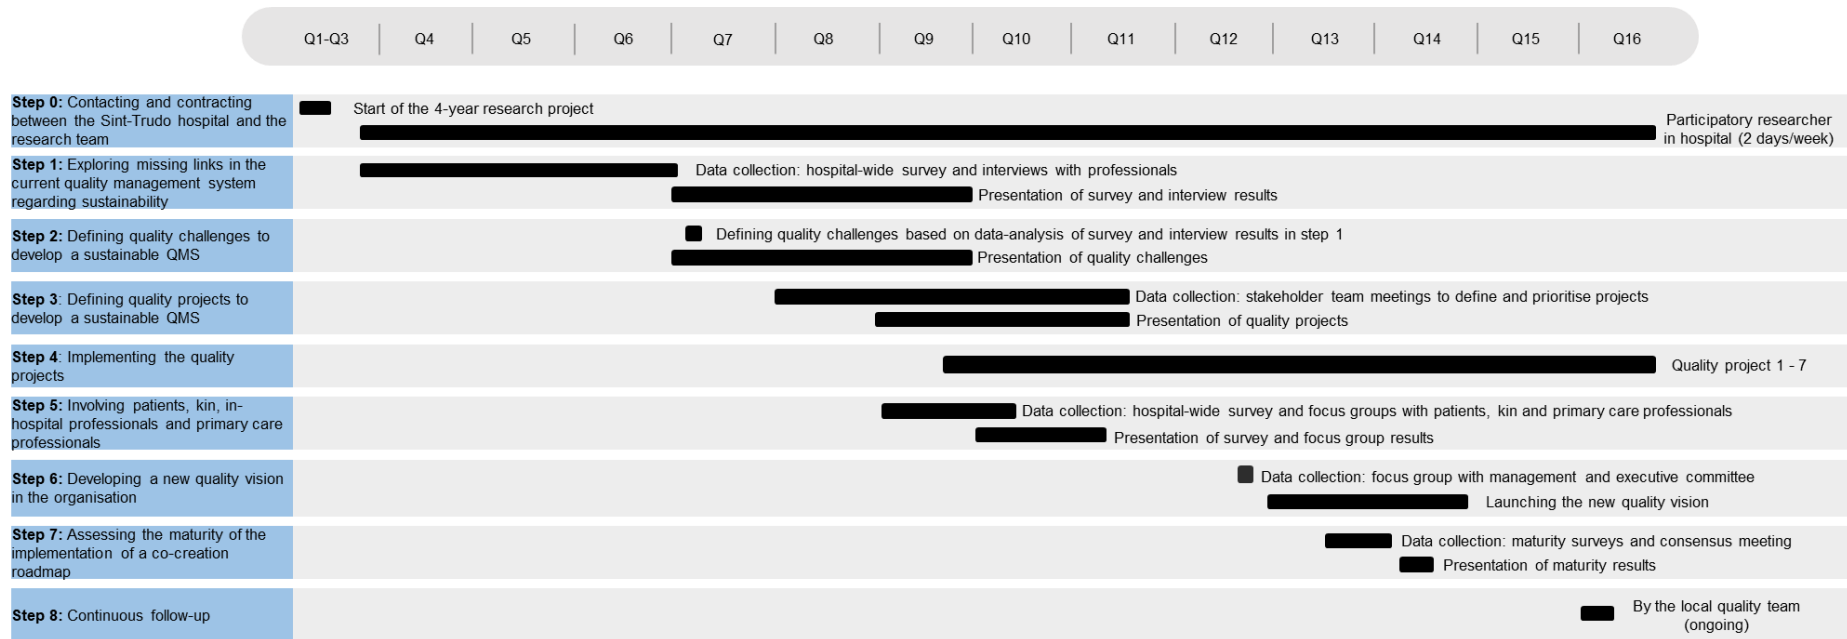 Q1-Q3 Q4 Q5 Q6 Q7 Q8 Q9 Q10 Q11 Q12 Q13 Q14 Q15 Q16
Step 0: Contacting and contracting
between the Sint-Trudo hospital and the
research team
Start of the 4-year research project
Participatory researcher
in hospital (2 days/week)
Step 1: Exploring missing links in the
current quality management system
regarding sustainability
Data collection: hospital-wide survey and interviews with professionals
Presentation of survey and interview results
Step 2: Defining quality challenges to
develop a sustainable QMS
Defining quality challenges based on data-analysis of survey and interview results in step 1
Presentation of quality challenges
Step 3: Defining quality projects to
develop a sustainable QMS
Data collection: stakeholder team meetings to define and prioritise projects
Presentation of quality projects
Step 4: Implementing the quality
projects
Quality project 1 - 7
Step 5: Involving patients, kin, in-
hospital professionals and primary care
professionals
Data collection: hospital-wide survey and focus groups with patients, kin and primary care professionals
Presentation of survey and focus group results
Step 6: Developing a new quality vision
in the organisation
Data collection: focus group with management and executive committee
Launching the new quality vision
Step 7: Assessing the maturity of the
implementation of a co-creation
roadmap
Data collection: maturity surveys and consensus meeting
Presentation of maturity results
Step 8: Continuous follow-up
By the local quality team
(ongoing)